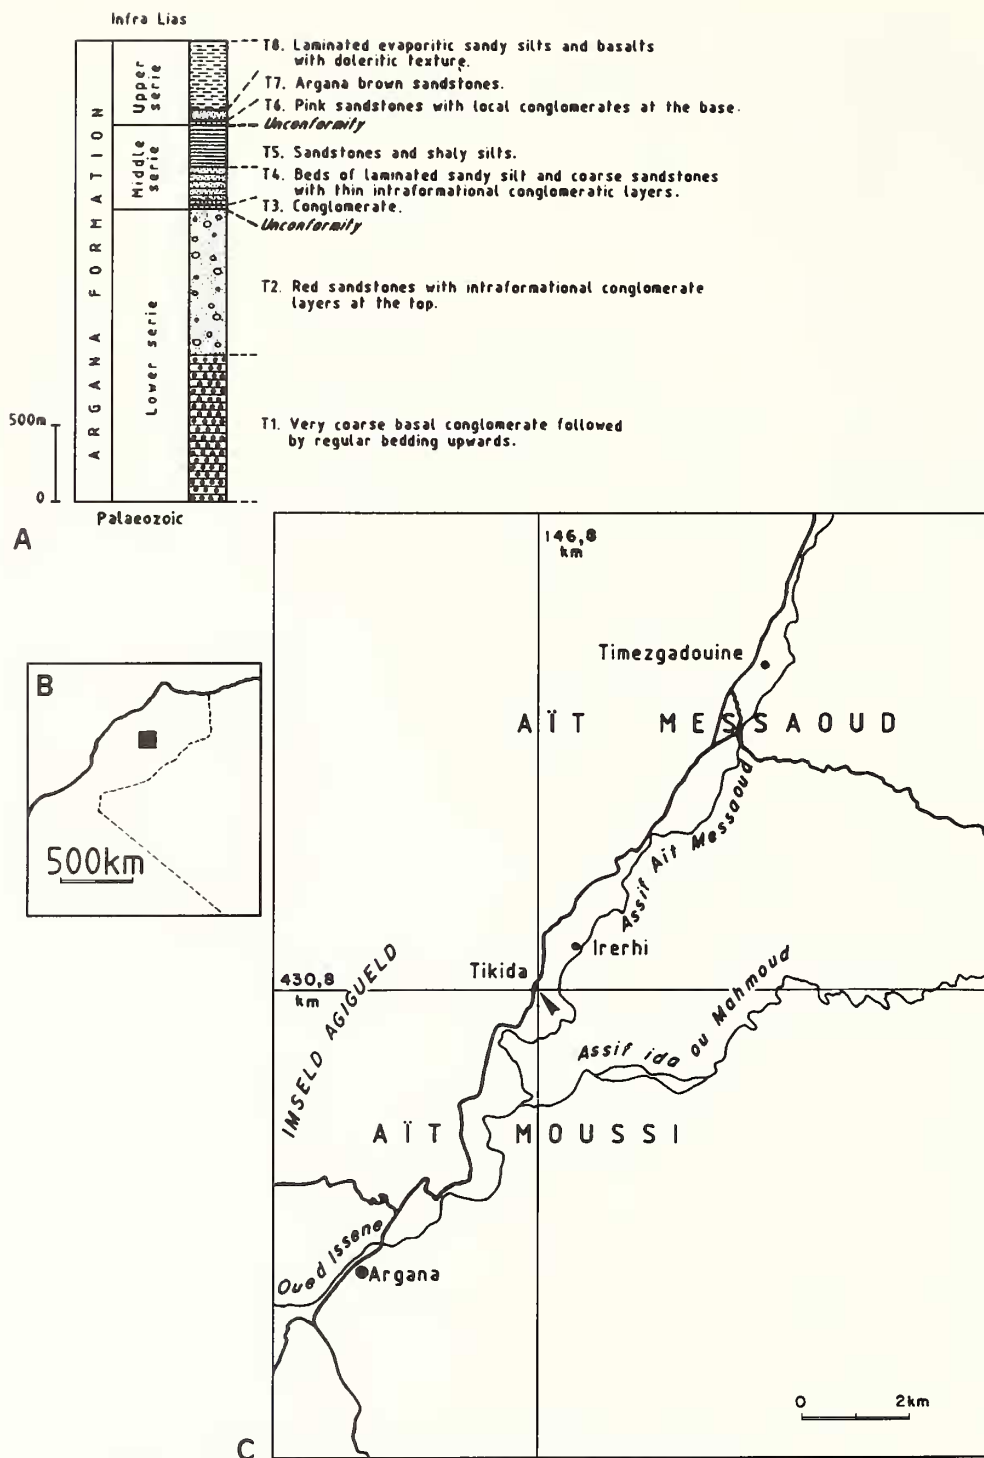 Infra Lias
ARGANA FORMATION
Upper serie
Middle serie
Lower serie
T8. Laminated evaporitic sandy silts and basalts
with doleritic texture.
T7. Argana brown sandstones.
T6. Pink sandstones with local conglomerates at the base.
Unconformity
T5. Sandstones and shaly silts.
T4. Beds of laminated sandy silt and coarse sandstones
with thin intraformational conglomeratic layers.
T3. Conglomerate.
Unconformity
T2. Red sandstones with intraformational conglomerate
layers at the top.
T1. Very coarse basal conglomerate followed
by regular bedding upwards.
500m
0
Palaeozoic
A
B
500km
146,8
km
Timezgadouine
AÏT MESSAOUD
Assif Aït Messaoud
Irerhi
Tikida
430,8
km
IMSELD AGIGUELD
Assif ida ou Mahmoud
AÏT MOUSSI
Oued Issene
Argana
0 2km
C